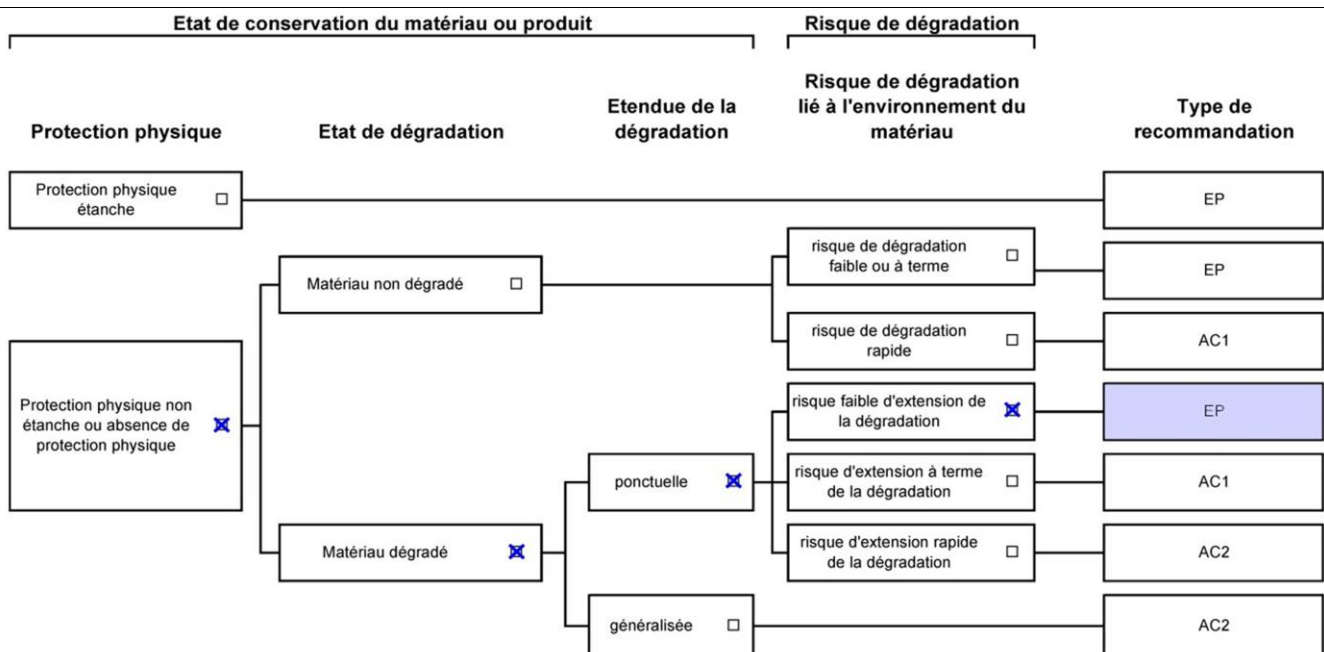 Etat de conservation du matériau ou produit
Risque de dégradation
Protection physique
Etat de dégradation
Etendue de la
dégradation
Risque de dégradation
lié à l'environnement du
matériau
Type de
recommandation
Protection physique
étanche
EP
risque de dégradation
faible ou à terme
EP
Matériau non dégradé
risque de dégradation
rapide
AC1
Protection physique non
étanche ou absence de
protection physique
risque faible d'extension de
la dégradation
EP
ponctuelle
risque d'extension à terme
de la dégradation
AC1
Matériau dégradé
risque d'extension rapide
de la dégradation
AC2
généralisée
AC2